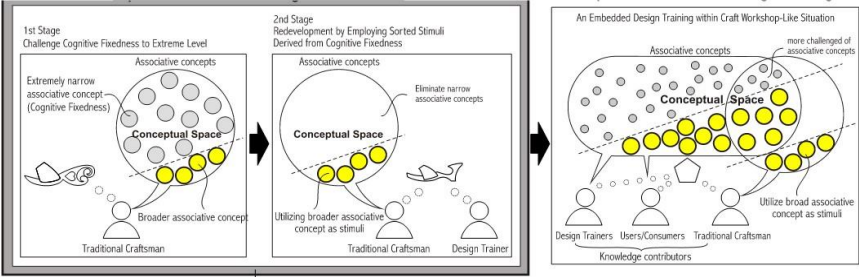 1st Stage
Challenge Cognitive Fixedness to Extreme Level
Associative concepts
Extremely narrow
associative concept
(Cognitive Fixedness)
Conceptual Space
Broader associative concept
Traditional Craftsman
2nd Stage
Redevelopment by Employing Sorted Stimuli
Derived from Cognitive Fixedness
Associative concepts
Eliminate narrow
associative concepts
Conceptual Space
Utilizing broader associative
concept as stimuli
Traditional Craftsman
Design Trainer
An Embedded Design Training within Craft Workshop-Like Situation
more challenged of
associative concepts
Associative concepts
Conceptual Space
Utilize broad associative
concept as stimuli
Design Trainers
Users/Consumers
Traditional Craftsman
Knowledge contributors